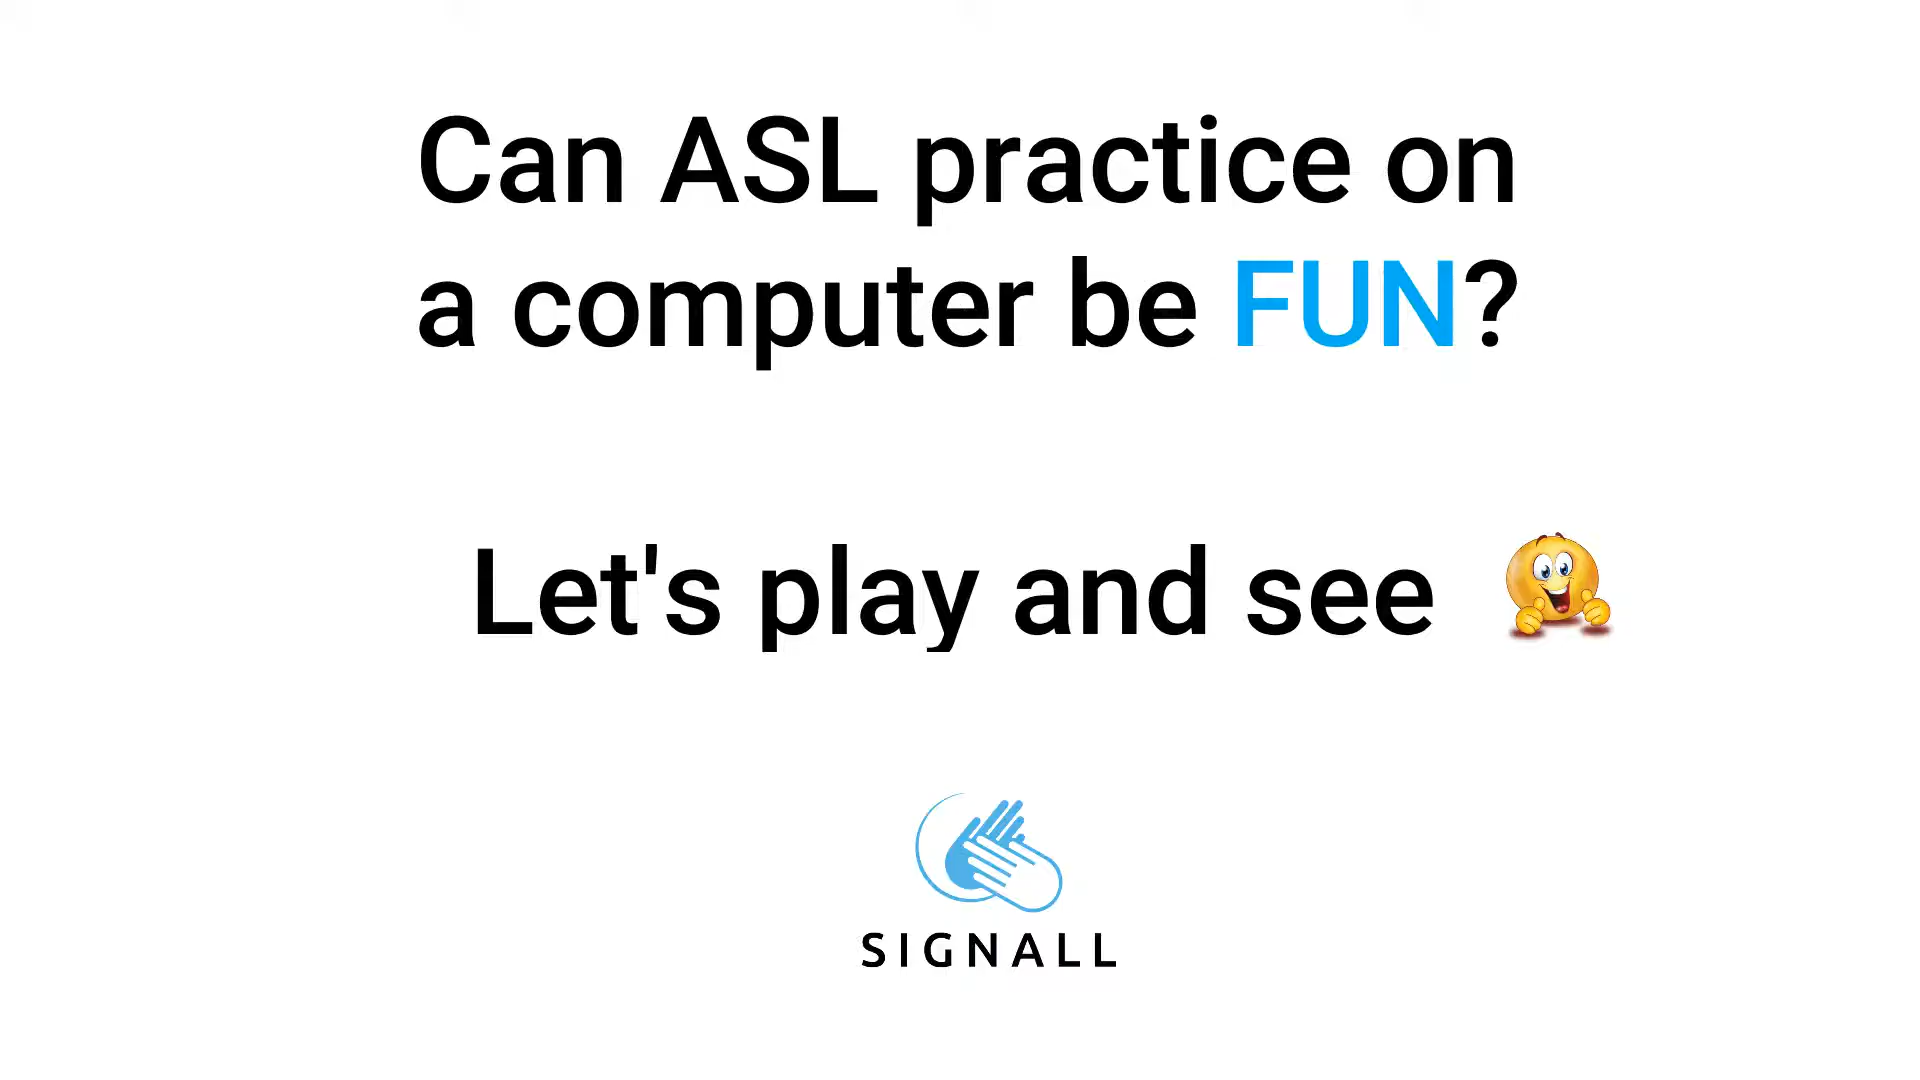 Can ASL practice on
a computer be FUN?
Let's play and see
SIGNALL